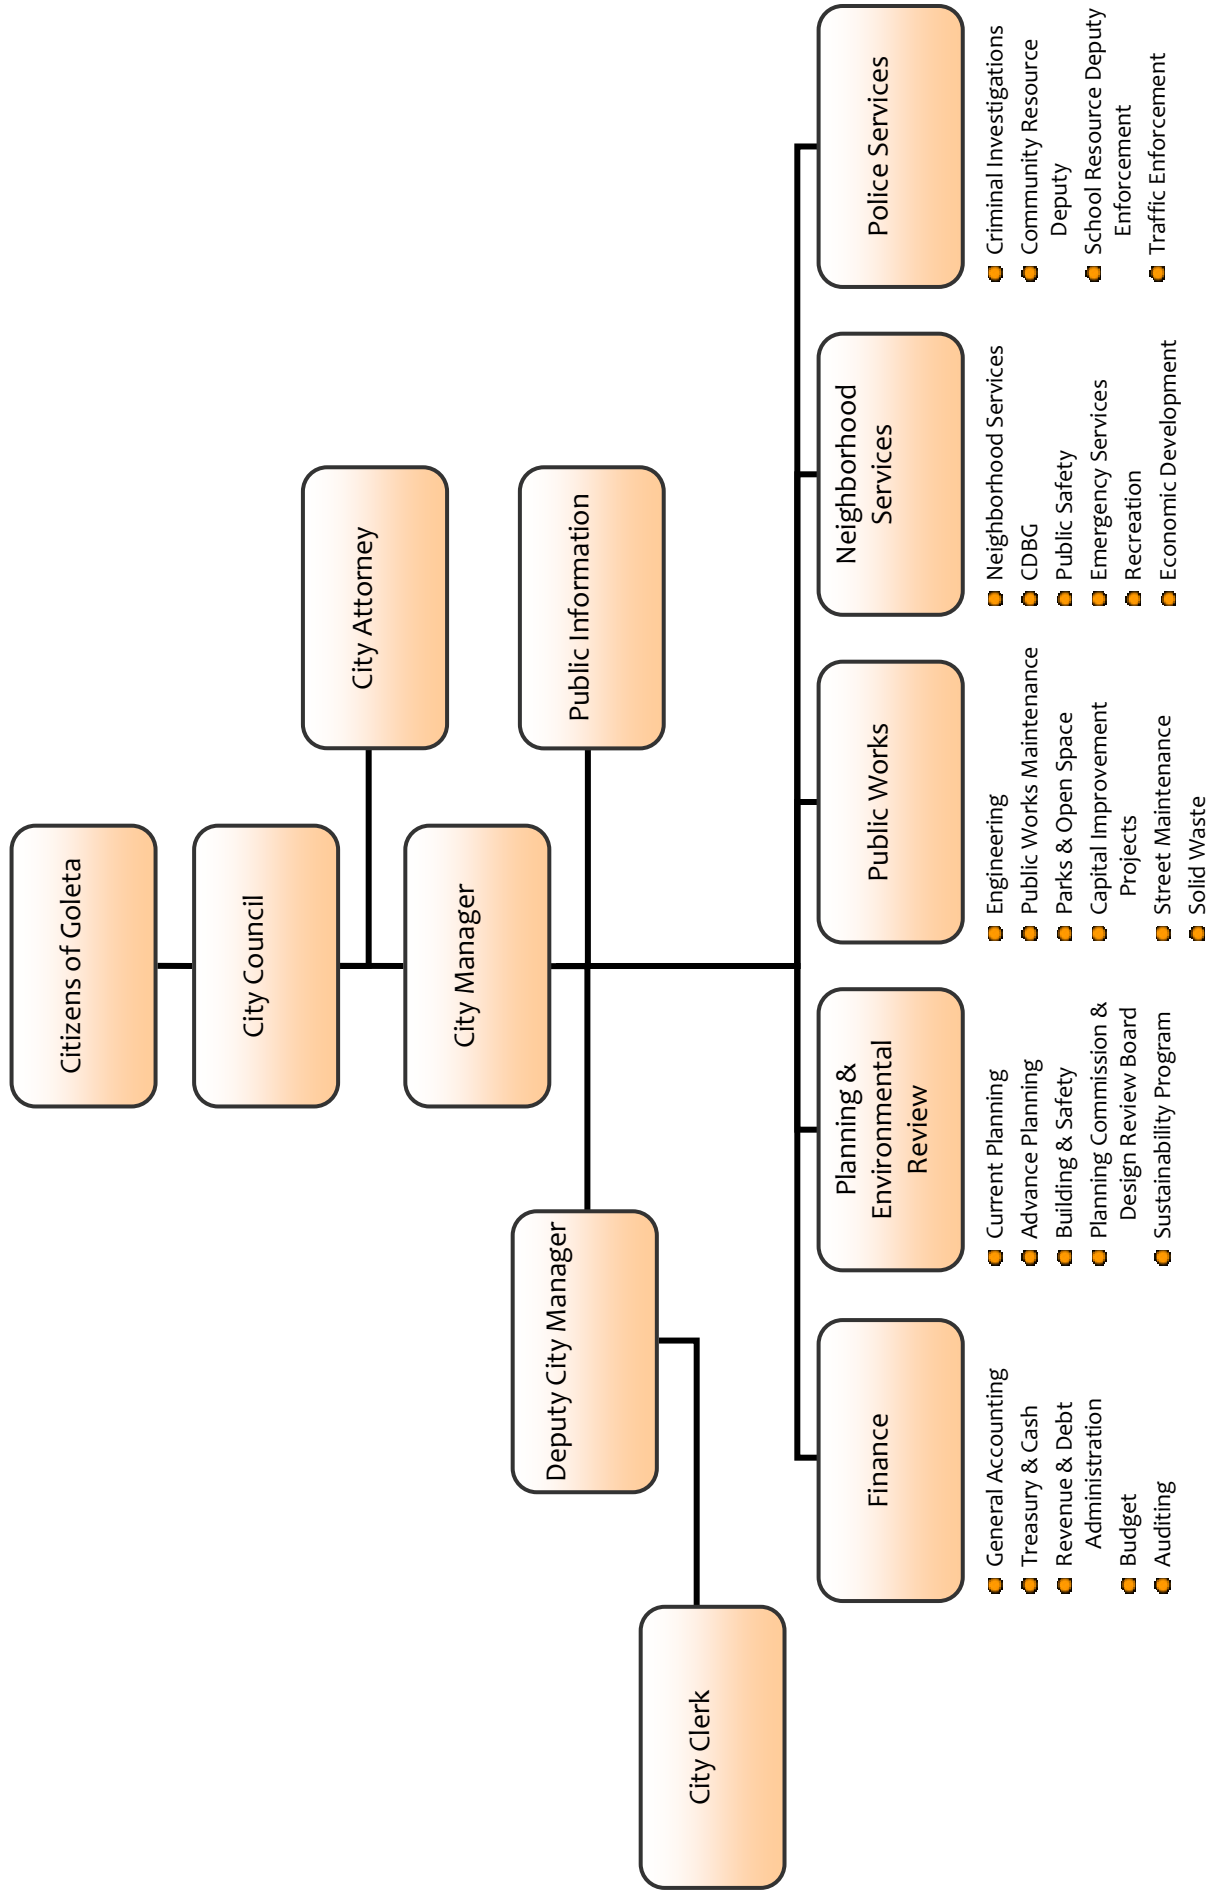 Citizens of Goleta
City Council
City Attorney
City Manager
Deputy City Manager
Public Information
City Clerk
Finance
General Accounting
Treasury & Cash
Revenue & Debt
Administration
Budget
Auditing
Planning &
Environmental
Review
Current Planning
Advance Planning
Building & Safety
Planning Commission &
Design Review Board
Sustainability Program
Public Works
Engineering
Public Works Maintenance
Parks & Open Space
Capital Improvement
Projects
Street Maintenance
Solid Waste
Neighborhood
Services
Neighborhood Services
CDBG
Public Safety
Emergency Services
Recreation
Economic Development
Police Services
Criminal Investigations
Community Resource
Deputy
School Resource Deputy
Enforcement
Traffic Enforcement